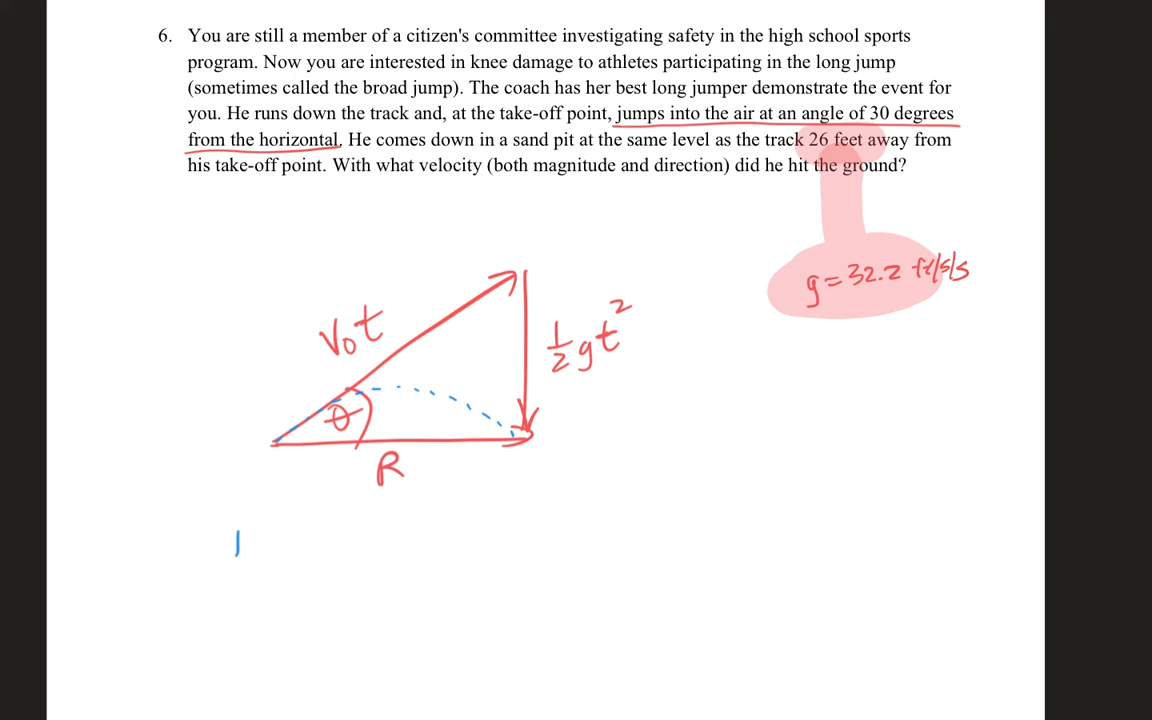 6. You are still a member of a citizen's committee investigating safety in the high school sports
program. Now you are interested in knee damage to athletes participating in the long jump
(sometimes called the broad jump). The coach has her best long jumper demonstrate the event for
you. He runs down the track and, at the take-off point, jumps into the air at an angle of 30 degrees
from the horizontal. He comes down in a sand pit at the same level as the track 26 feet away from
his take-off point. With what velocity (both magnitude and direction) did he hit the ground?
g=32.2 ft/s/s
V₀t
½gt²
θ
R